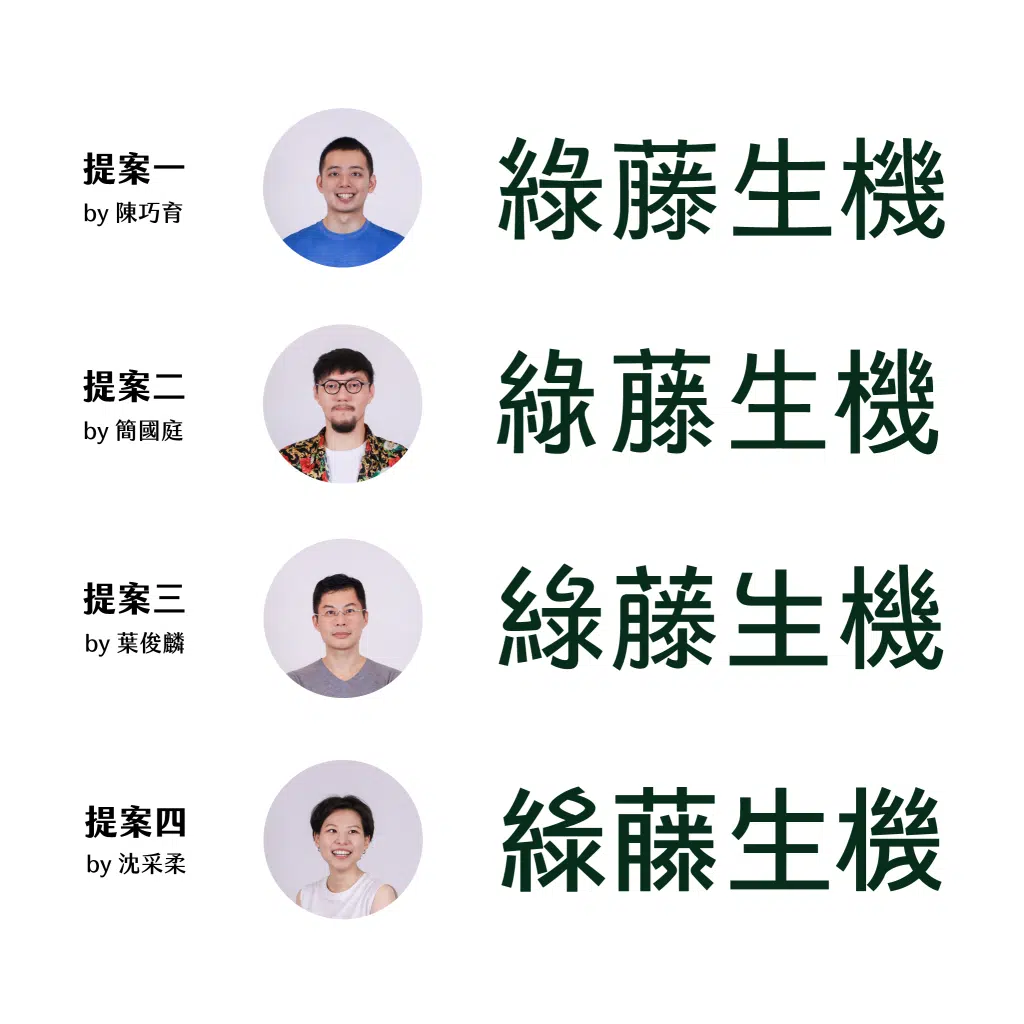 提案一
by 陳巧育
綠藤生機
提案二
by 簡國庭
綠藤生機
提案三
by 葉俊麟
綠藤生機
提案四
by 沈采柔
綠藤生機